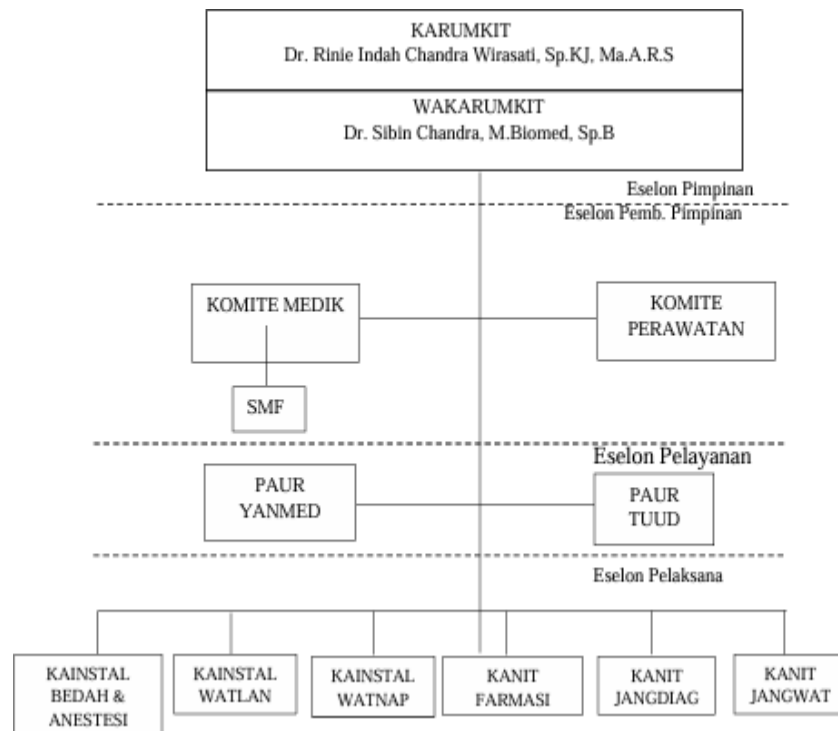 KARUMKIT
Dr. Rinie Indah Chandra Wirasati, Sp.KJ, Ma.A.R.S
WAKARUMKIT
Dr. Sibin Chandra, M.Biomed, Sp.B
Eselon Pimpinan
Eselon Pemb. Pimpinan
KOMITE MEDIK
KOMITE
PERAWATAN
SMF
Eselon Pelayanan
PAUR
YANMED
PAUR
TUUD
Eselon Pelaksana
KAINSTAL
BEDAH &
ANESTESI
KAINSTAL
WATLAN
KAINSTAL
WATNAP
KANIT
FARMASI
KANIT
JANGDIAG
KANIT
JANGWAT